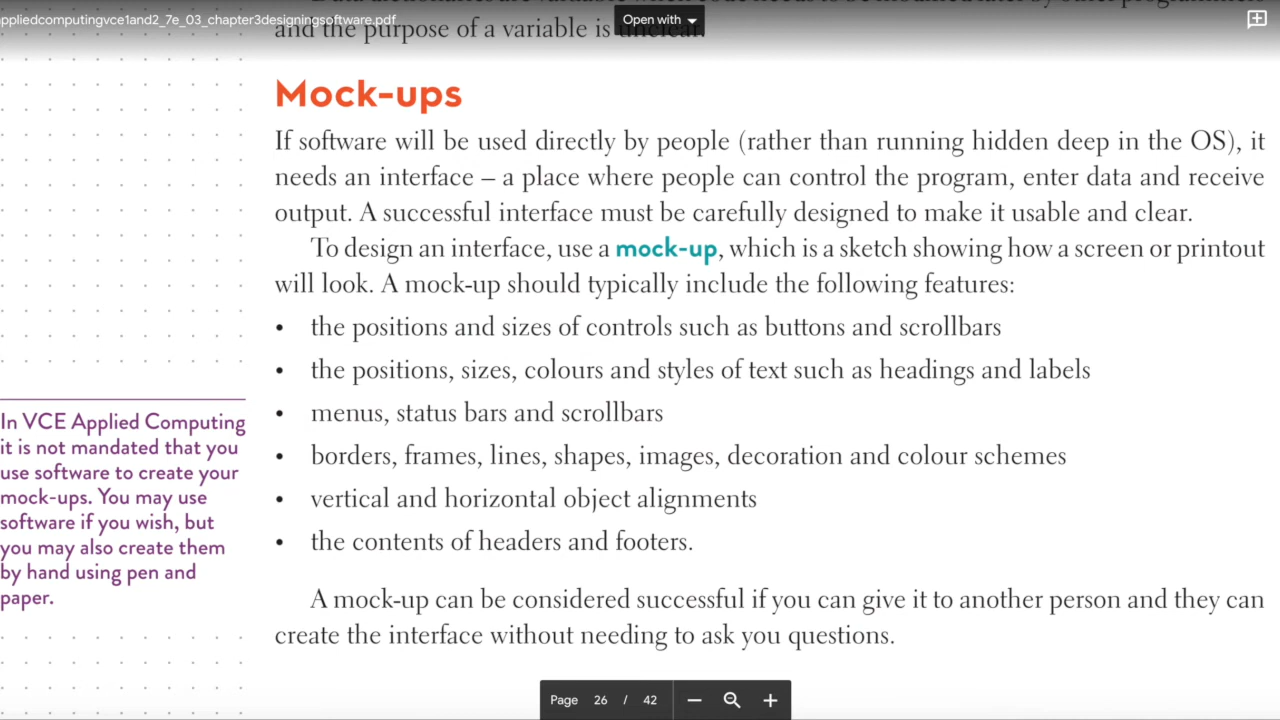 appliedcomputingvce1and2_7e_03_chapter3designingsoftware.pdf
Open with
and the purpose of a variable is unclear.
Mock-ups
If software will be used directly by people (rather than running hidden deep in the OS), it
needs an interface – a place where people can control the program, enter data and receive
output. A successful interface must be carefully designed to make it usable and clear.
To design an interface, use a mock-up, which is a sketch showing how a screen or printout
will look. A mock-up should typically include the following features:
• the positions and sizes of controls such as buttons and scrollbars
• the positions, sizes, colours and styles of text such as headings and labels
• menus, status bars and scrollbars
• borders, frames, lines, shapes, images, decoration and colour schemes
• vertical and horizontal object alignments
• the contents of headers and footers.
A mock-up can be considered successful if you can give it to another person and they can
create the interface without needing to ask you questions.
In VCE Applied Computing
it is not mandated that you
use software to create your
mock-ups. You may use
software if you wish, but
you may also create them
by hand using pen and
paper.
Page 26 / 42